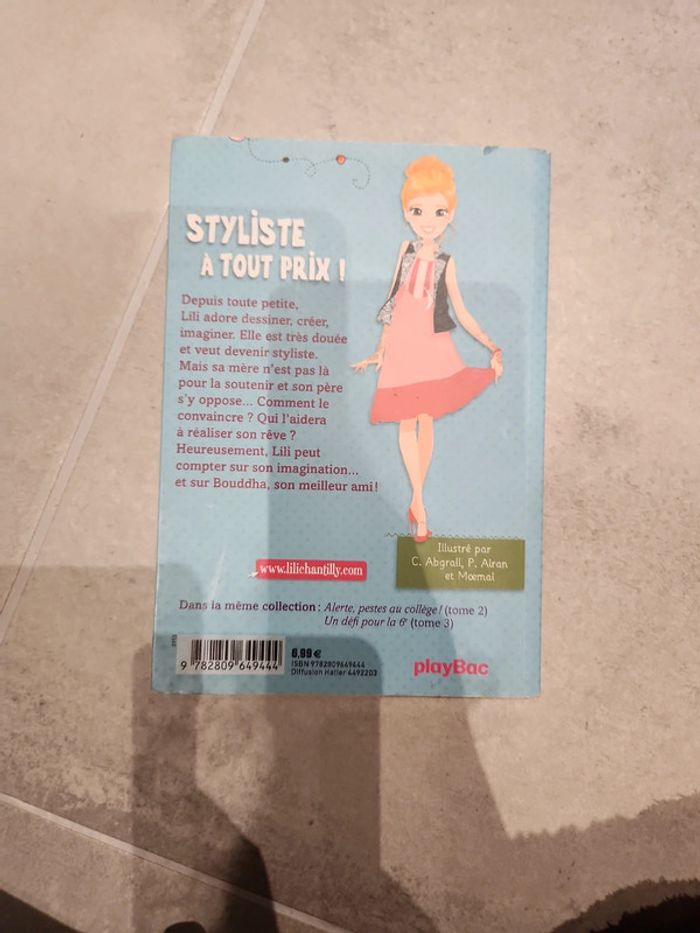 STYLISTE
À TOUT PRIX !
Depuis toute petite,
Lili adore dessiner, créer,
imaginer. Elle est très douée
et veut devenir styliste.
Mais sa mère n'est pas là
pour la soutenir et son père
s'y oppose... Comment le
convaincre ? Qui l'aidera
à réaliser son rêve ?
Heureusement, Lili peut
compter sur son imagination...
et sur Bouddha, son meilleur ami !
Illustré par
C. Abgrall, P. Alran
et Mœmaï
www.lilichantilly.com
Dans la même collection : Alerte, pestes au collège ! (tome 2)
Un défi pour la 6e (tome 3)
9 782809 649444
6,99 €
ISBN 9782809649444
Diffusion Hatier 4492203
playBac